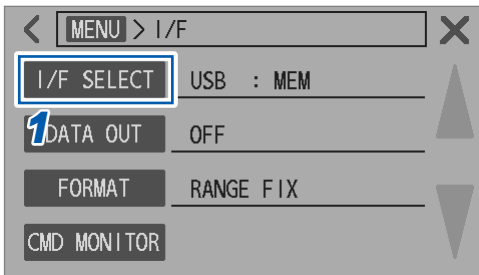 MENU > I/F
I/F SELECT USB : MEM
1
DATA OUT OFF
FORMAT RANGE FIX
CMD MONITOR